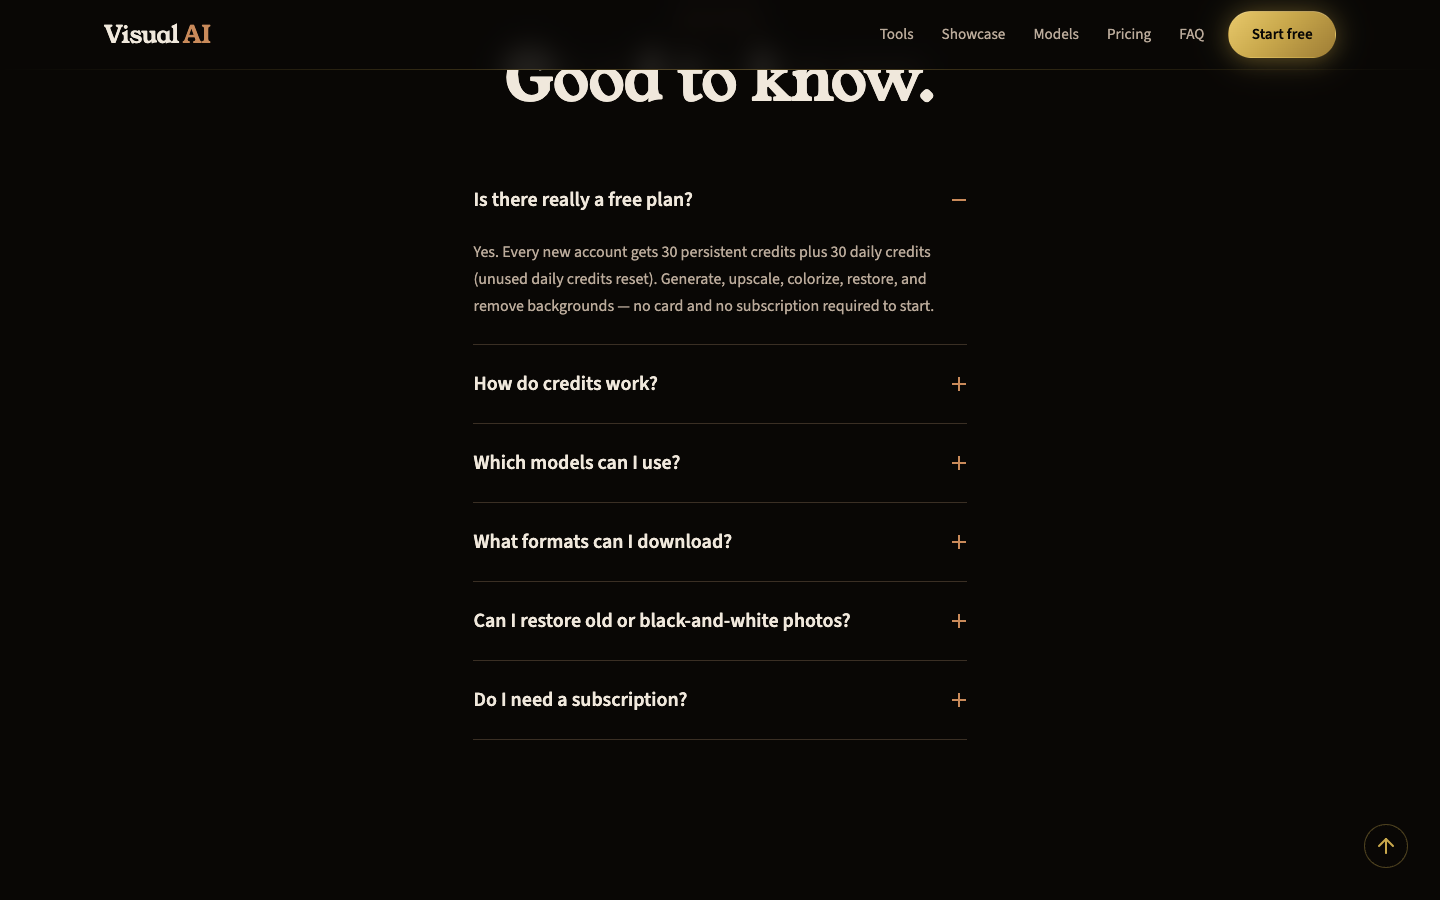 Visual AI
Tools
Showcase
Models
Pricing
FAQ
Start free
Good to know.
Is there really a free plan?
Yes. Every new account gets 30 persistent credits plus 30 daily credits
(unused daily credits reset). Generate, upscale, colorize, restore, and
remove backgrounds — no card and no subscription required to start.
How do credits work?
Which models can I use?
What formats can I download?
Can I restore old or black-and-white photos?
Do I need a subscription?